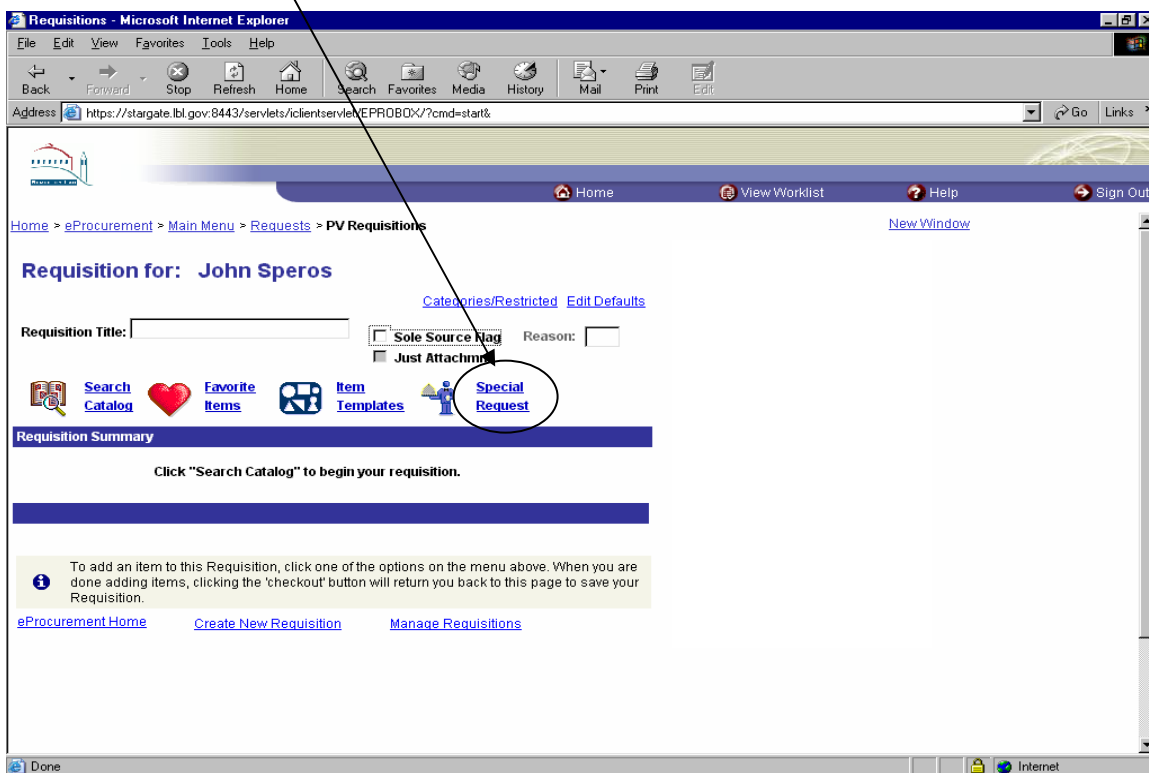 Requisitions - Microsoft Internet Explorer
File Edit View Favorites Tools Help
Back Forward Stop Refresh Home Search Favorites Media History Mail Print Edit
Address https://stargate.lbl.gov:8443/servlets/iclientservlet/EPROBOX/?cmd=start& Go Links
Home View Worklist Help Sign Out
Home > eProcurement > Main Menu > Requests > PV Requisitions New Window
Requisition for: John Speros
Categories/Restricted Edit Defaults
Requisition Title: Sole Source Flag Reason:
Just Attachmnt
Search Catalog
Favorite Items
Item Templates
Special Request
Requisition Summary
Click "Search Catalog" to begin your requisition.
To add an item to this Requisition, click one of the options on the menu above. When you are
done adding items, clicking the 'checkout' button will return you back to this page to save your
Requisition.
eProcurement Home Create New Requisition Manage Requisitions
Done Internet